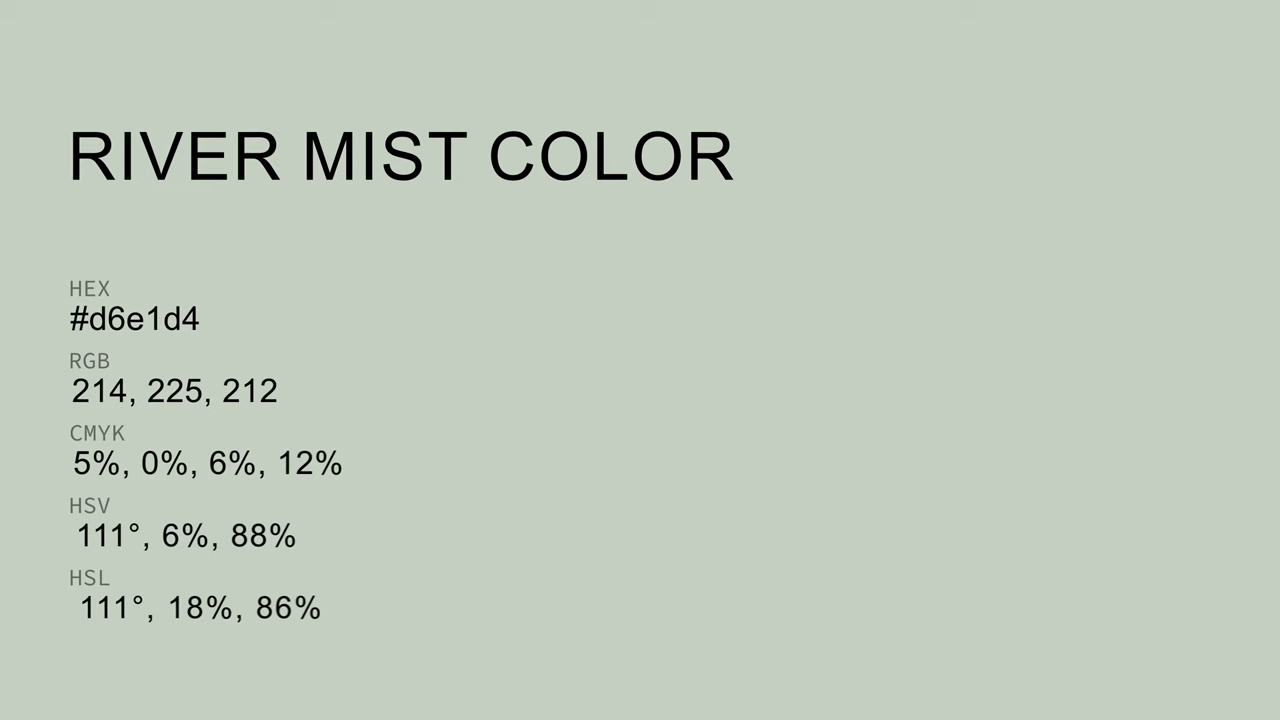 RIVER MIST COLOR
HEX
#d6e1d4
RGB
214, 225, 212
CMYK
5%, 0%, 6%, 12%
HSV
111°, 6%, 88%
HSL
111°, 18%, 86%